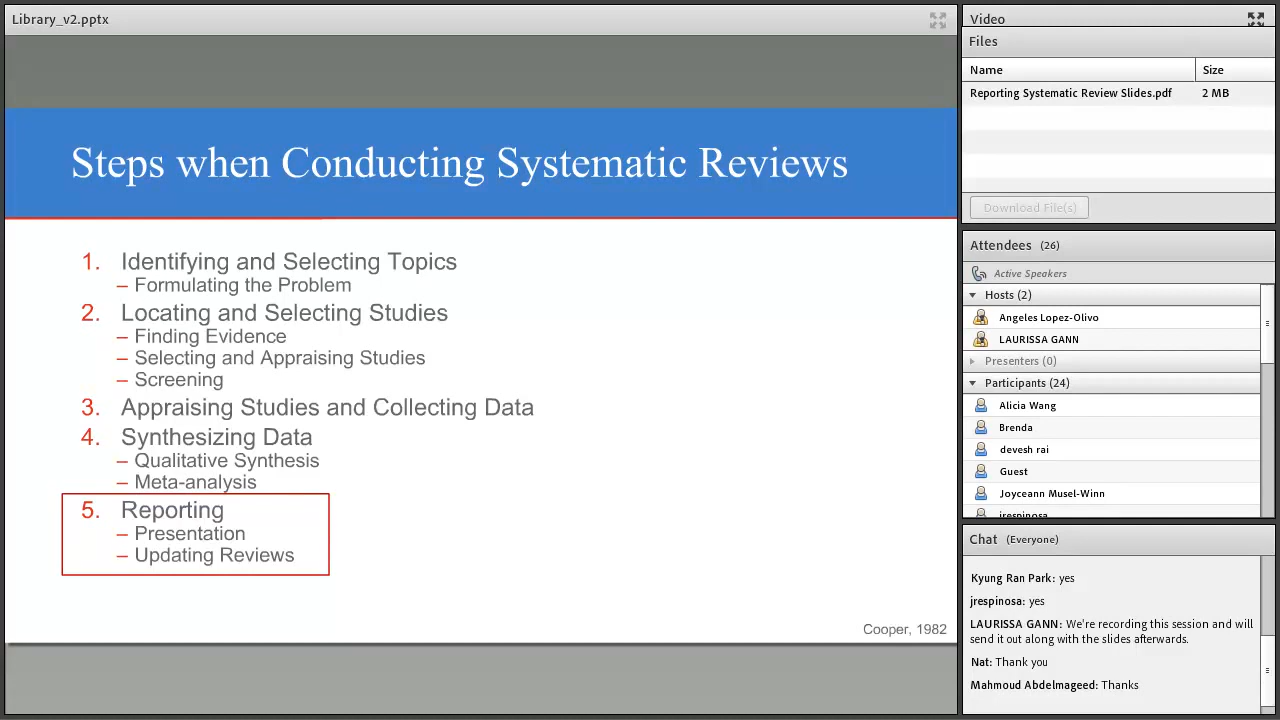 Library_v2.pptx
Steps when Conducting Systematic Reviews
1. Identifying and Selecting Topics
– Formulating the Problem
2. Locating and Selecting Studies
– Finding Evidence
– Selecting and Appraising Studies
– Screening
3. Appraising Studies and Collecting Data
4. Synthesizing Data
– Qualitative Synthesis
– Meta-analysis
5. Reporting
– Presentation
– Updating Reviews
Cooper, 1982
Video
Files
Name Size
Reporting Systematic Review Slides.pdf 2 MB
Download File(s)
Attendees (26)
Active Speakers
Hosts (2)
Angeles Lopez-Olivo
LAURISSA GANN
Presenters (0)
Participants (24)
Alicia Wang
Brenda
devesh rai
Guest
Joyceann Musel-Winn
jrespinosa
Chat (Everyone)
Kyung Ran Park: yes
jrespinosa: yes
LAURISSA GANN: We're recording this session and will
send it out along with the slides afterwards.
Nat: Thank you
Mahmoud Abdelmageed: Thanks